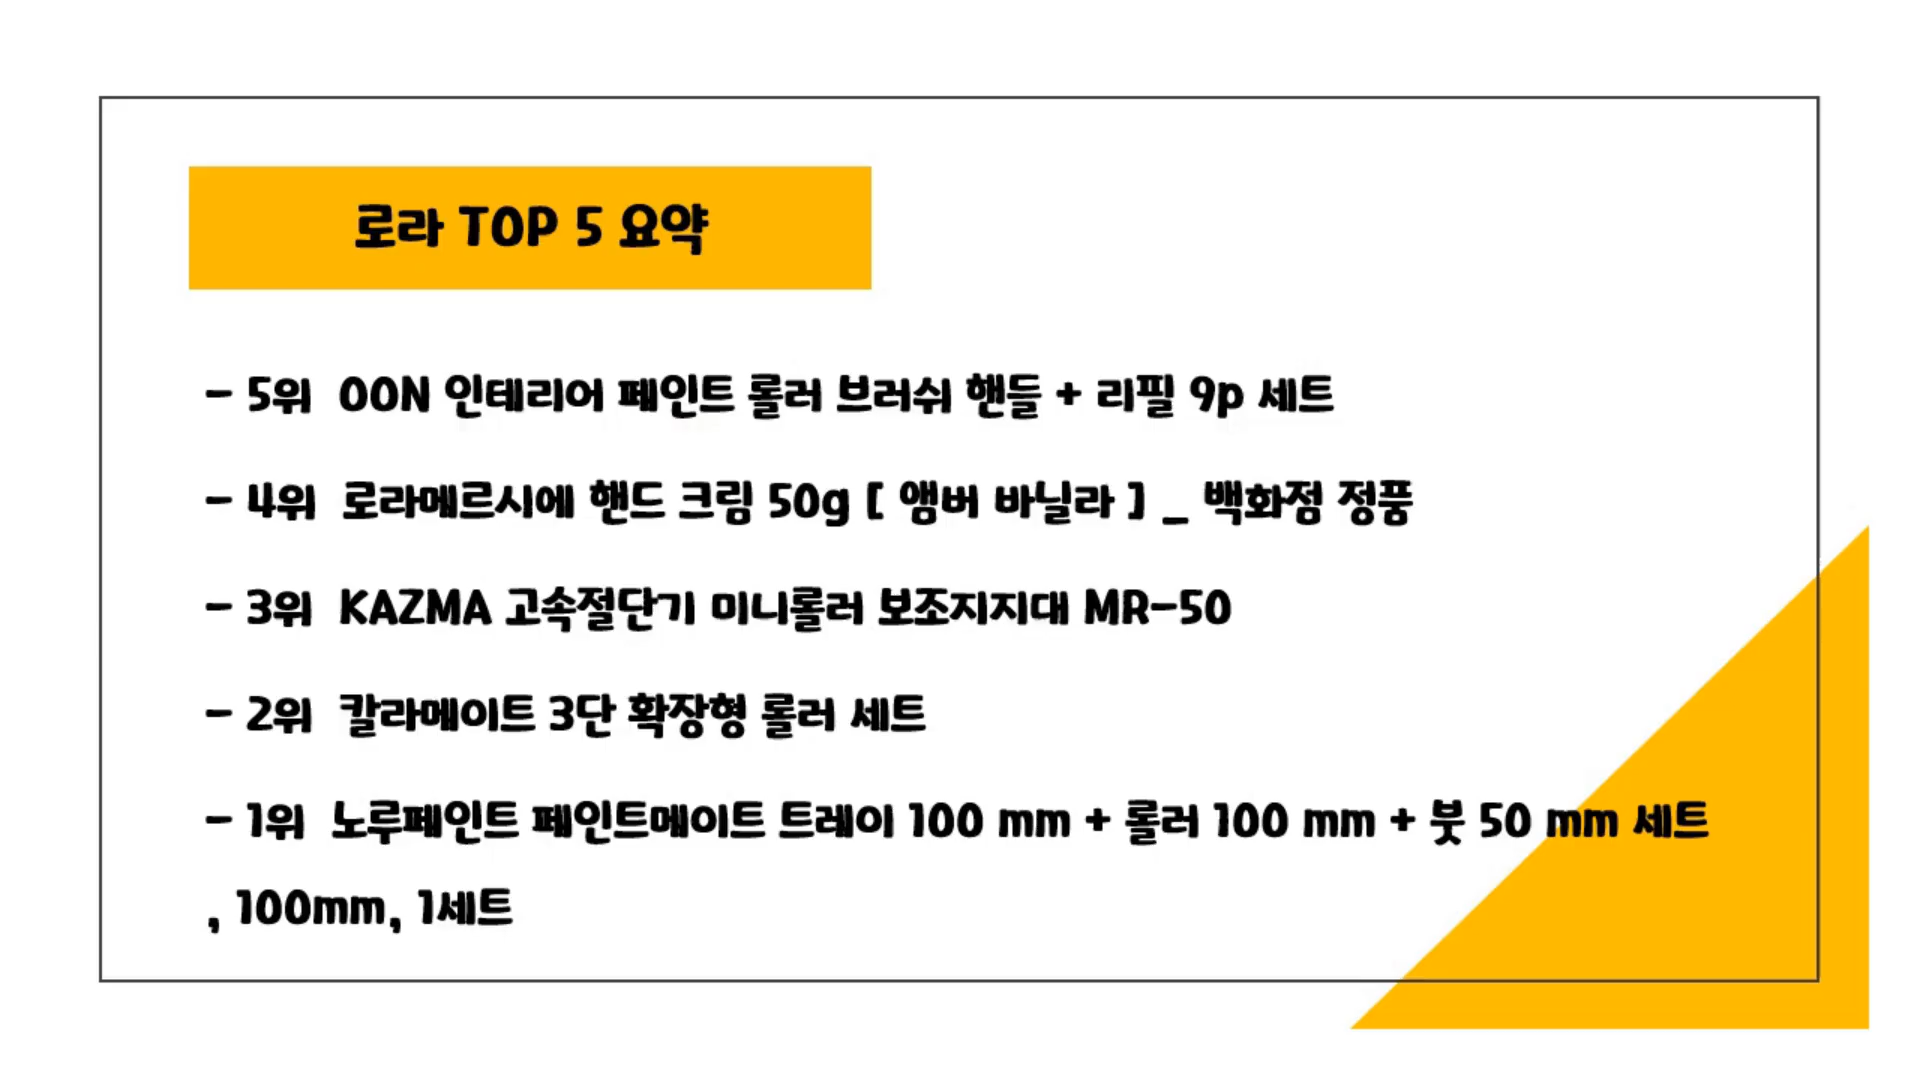 로라 TOP 5 요약
- 5위 OON 인테리어 페인트 롤러 브러쉬 핸들 + 리필 9p 세트
- 4위 로라메르시에 핸드 크림 50g [ 앰버 바닐라 ] _ 백화점 정품
- 3위 KAZMA 고속절단기 미니롤러 보조지지대 MR-50
- 2위 칼라메이트 3단 확장형 롤러 세트
- 1위 노루페인트 페인트메이트 트레이 100 mm + 롤러 100 mm + 붓 50 mm 세트
, 100mm, 1세트